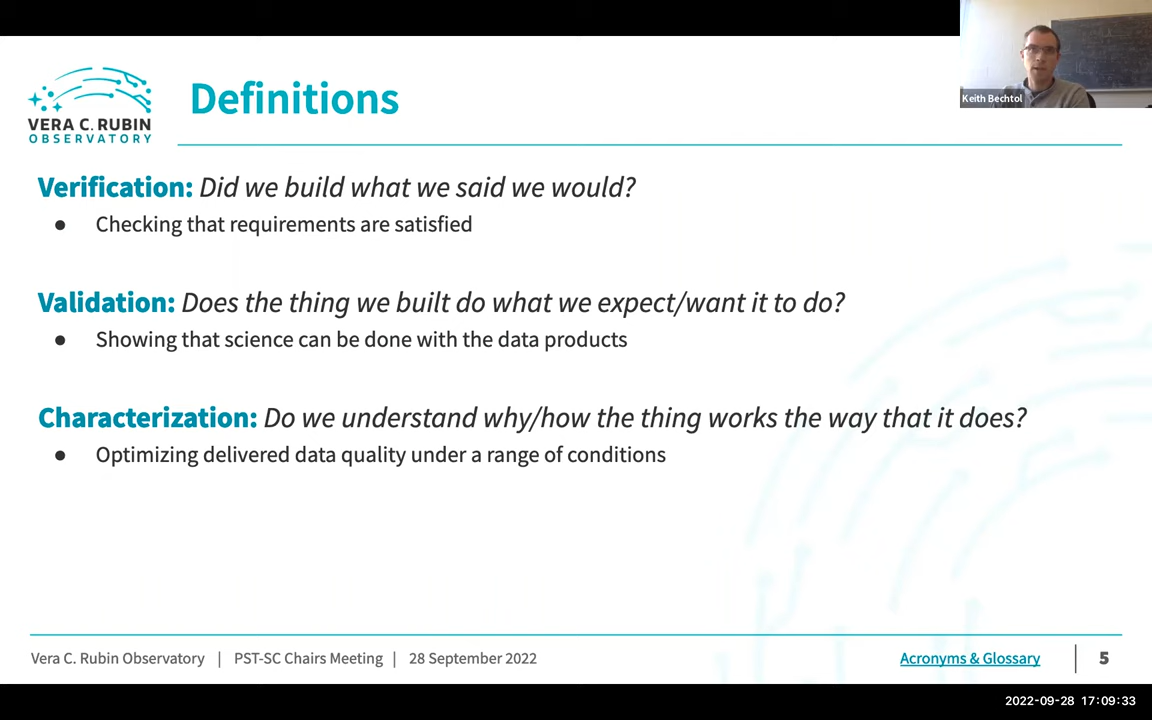 Keith Bechtol
VERA C. RUBIN
OBSERVATORY
Definitions
Verification: Did we build what we said we would?
● Checking that requirements are satisfied
Validation: Does the thing we built do what we expect/want it to do?
● Showing that science can be done with the data products
Characterization: Do we understand why/how the thing works the way that it does?
● Optimizing delivered data quality under a range of conditions
Vera C. Rubin Observatory | PST-SC Chairs Meeting | 28 September 2022
Acronyms & Glossary | 5
2022-09-28 17:09:33